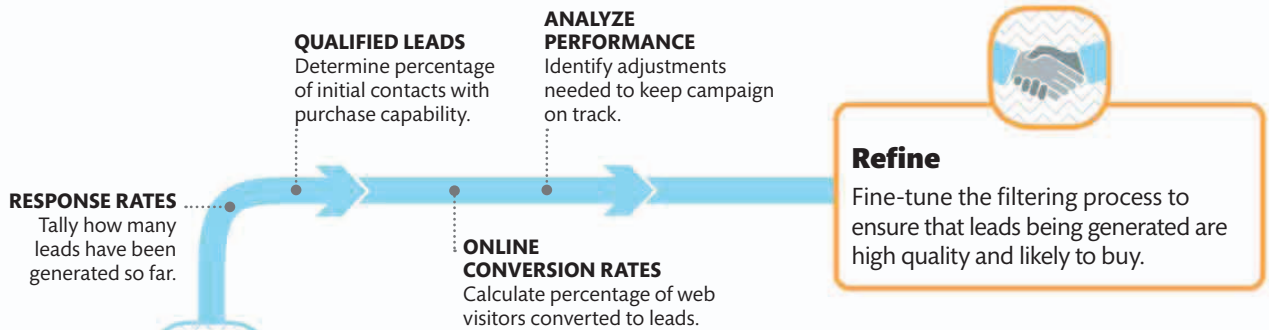 RESPONSE RATES
Tally how many
leads have been
generated so far.
QUALIFIED LEADS
Determine percentage
of initial contacts with
purchase capability.
ONLINE
CONVERSION RATES
Calculate percentage of web
visitors converted to leads.
ANALYZE
PERFORMANCE
Identify adjustments
needed to keep campaign
on track.
Refine
Fine-tune the filtering process to
ensure that leads being generated are
high quality and likely to buy.